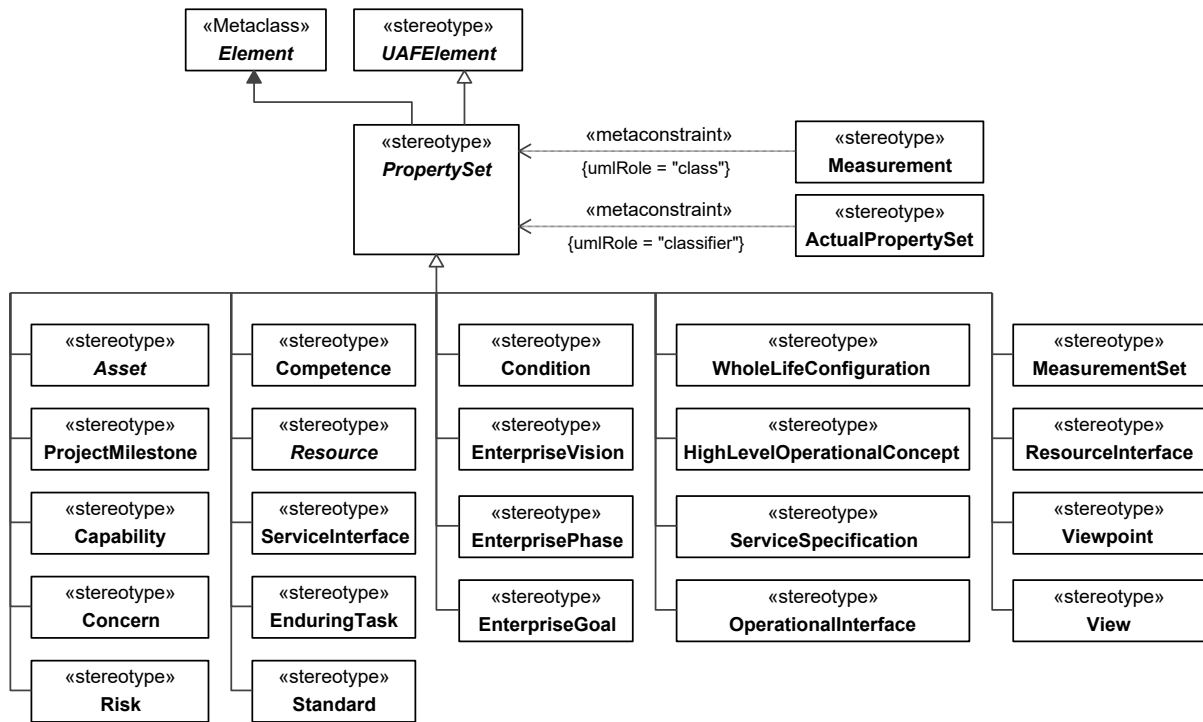 «Metaclass»
Element
«stereotype»
UAFElement
«stereotype»
PropertySet
«metaconstraint»
{umlRole = "class"}
«stereotype»
Measurement
«metaconstraint»
{umlRole = "classifier"}
«stereotype»
ActualPropertySet
«stereotype»
Asset
«stereotype»
Competence
«stereotype»
Condition
«stereotype»
WholeLifeConfiguration
«stereotype»
MeasurementSet
«stereotype»
ProjectMilestone
«stereotype»
Resource
«stereotype»
EnterpriseVision
«stereotype»
HighLevelOperationalConcept
«stereotype»
ResourceInterface
«stereotype»
Capability
«stereotype»
ServiceInterface
«stereotype»
EnterprisePhase
«stereotype»
ServiceSpecification
«stereotype»
Viewpoint
«stereotype»
Concern
«stereotype»
EnduringTask
«stereotype»
EnterpriseGoal
«stereotype»
OperationalInterface
«stereotype»
View
«stereotype»
Risk
«stereotype»
Standard